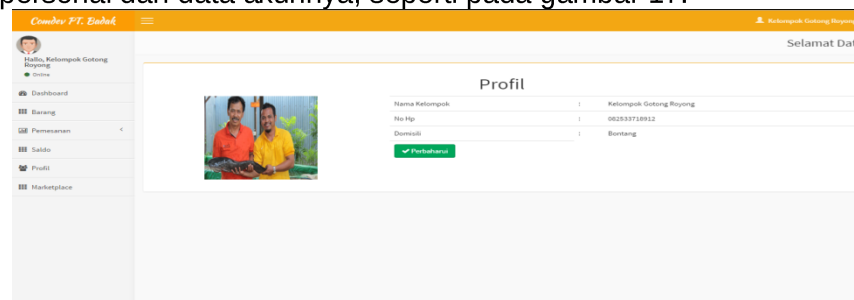 personal dan data akunnya, seperti pada gambar 17.
Comdev PT. Badak
Kelompok Gotong Royong
Hallo, Kelompok Gotong
Royong
Online
Selamat Dat
Dashboard
Barang
Pemesanan
Saldo
Profil
Marketplace
Profil
Nama Kelompok : Kelompok Gotong Royong
No Hp : 082533718912
Domisili : Bontang
Perbaharui